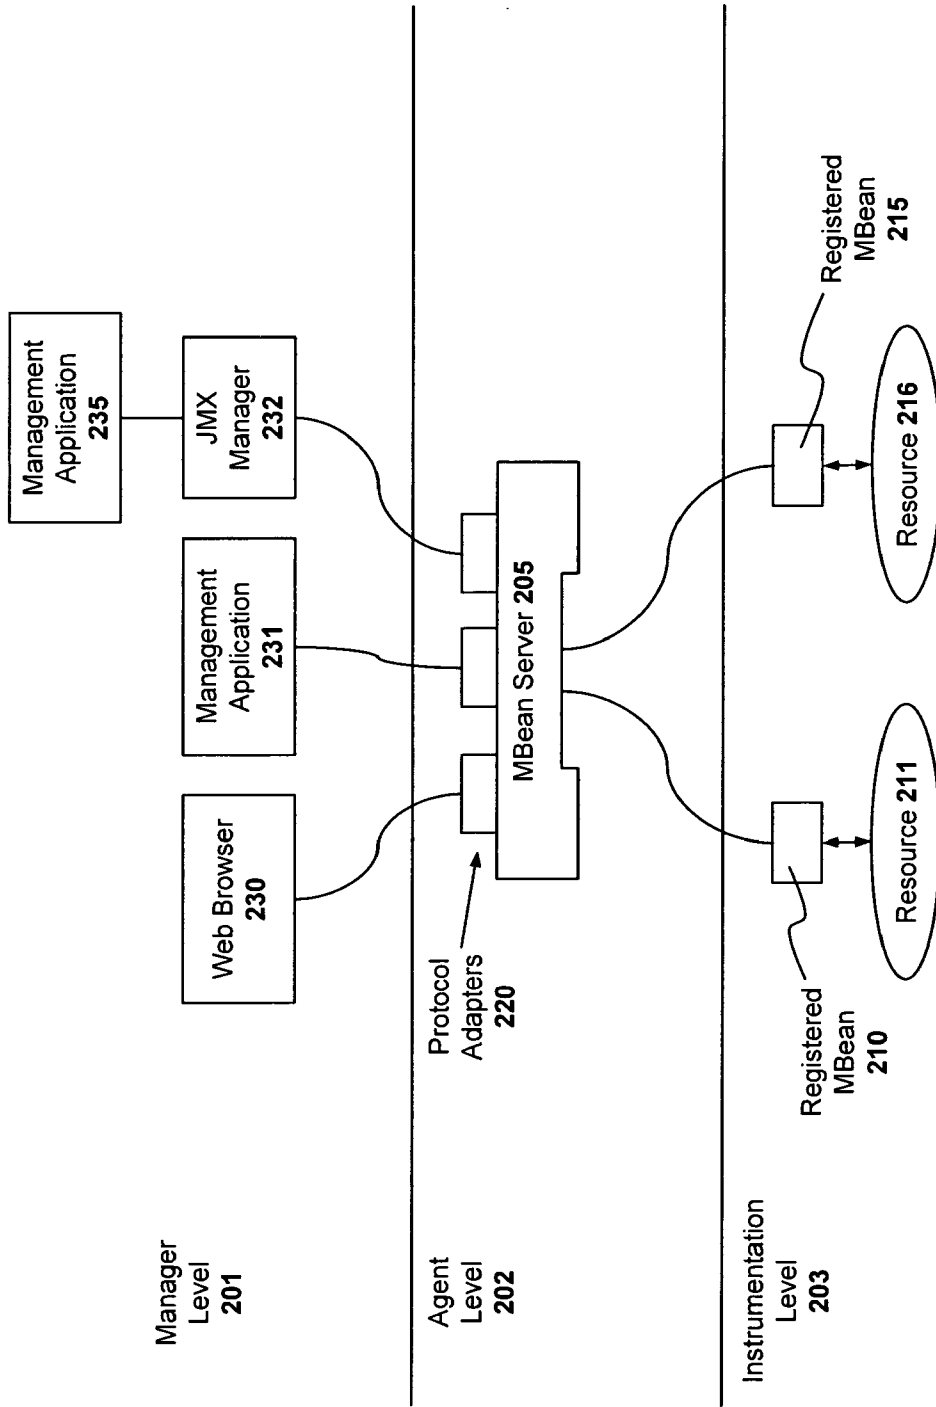 Management
Application
235
Web Browser
230
Management
Application
231
JMX
Manager
232
Manager
Level
201
Protocol
Adapters
220
MBean Server 205
Agent
Level
202
Registered
MBean
210
Registered
MBean
215
Resource 211
Resource 216
Instrumentation
Level
203